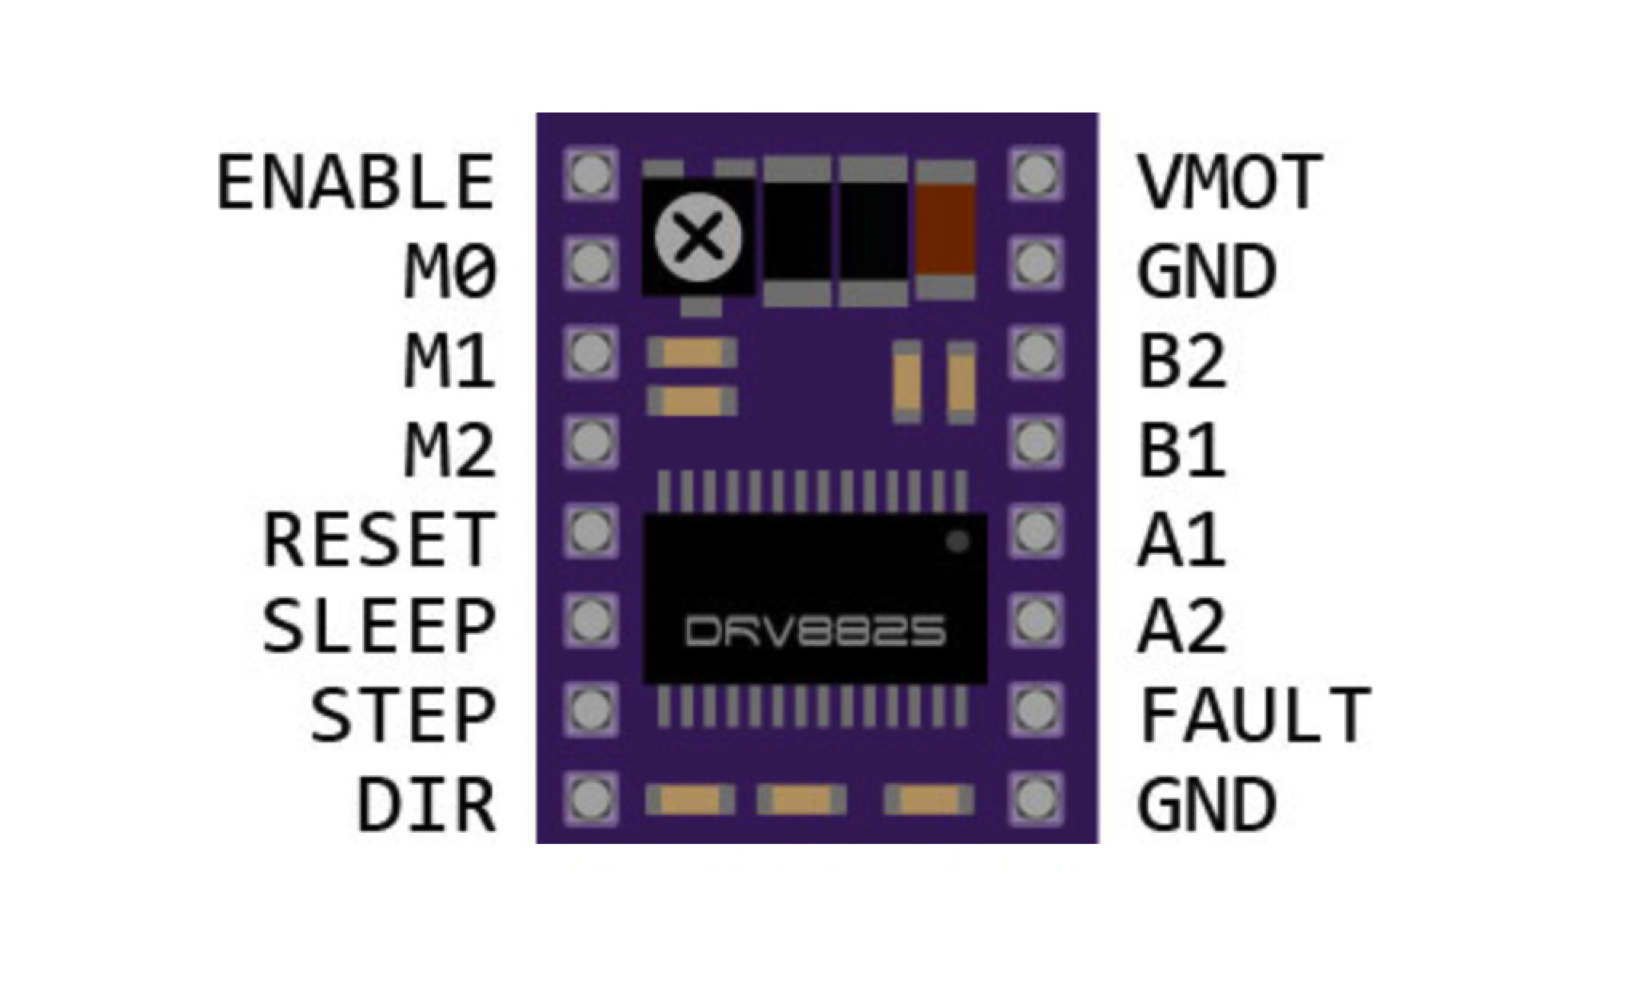 ENABLE
M0
M1
M2
RESET
SLEEP
STEP
DIR
DRV8825
VMOT
GND
B2
B1
A1
A2
FAULT
GND